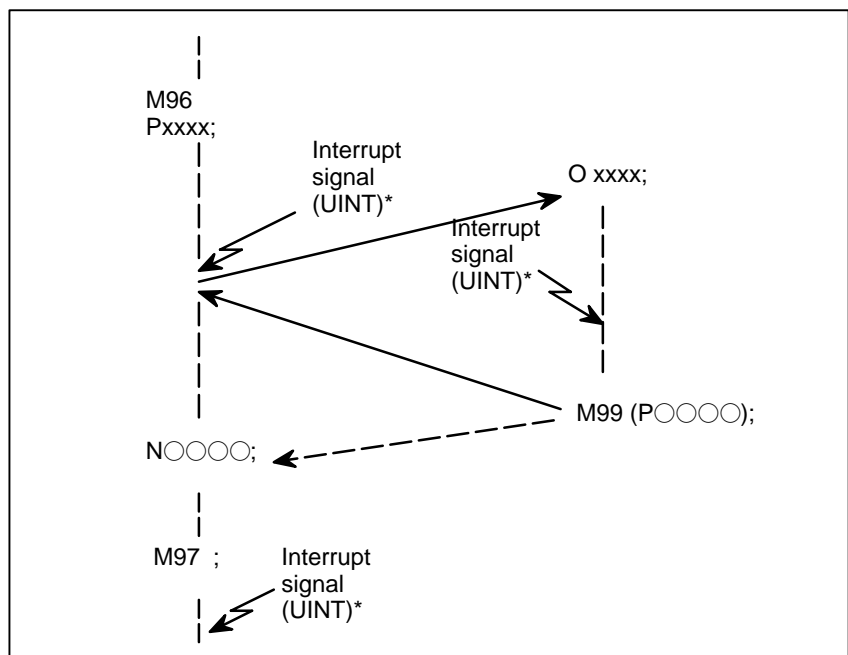 M96
Pxxxx;
Interrupt
signal
(UINT)*
O xxxx;
Interrupt
signal
(UINT)*
M99 (P○○○○);
N○○○○;
M97 ;
Interrupt
signal
(UINT)*